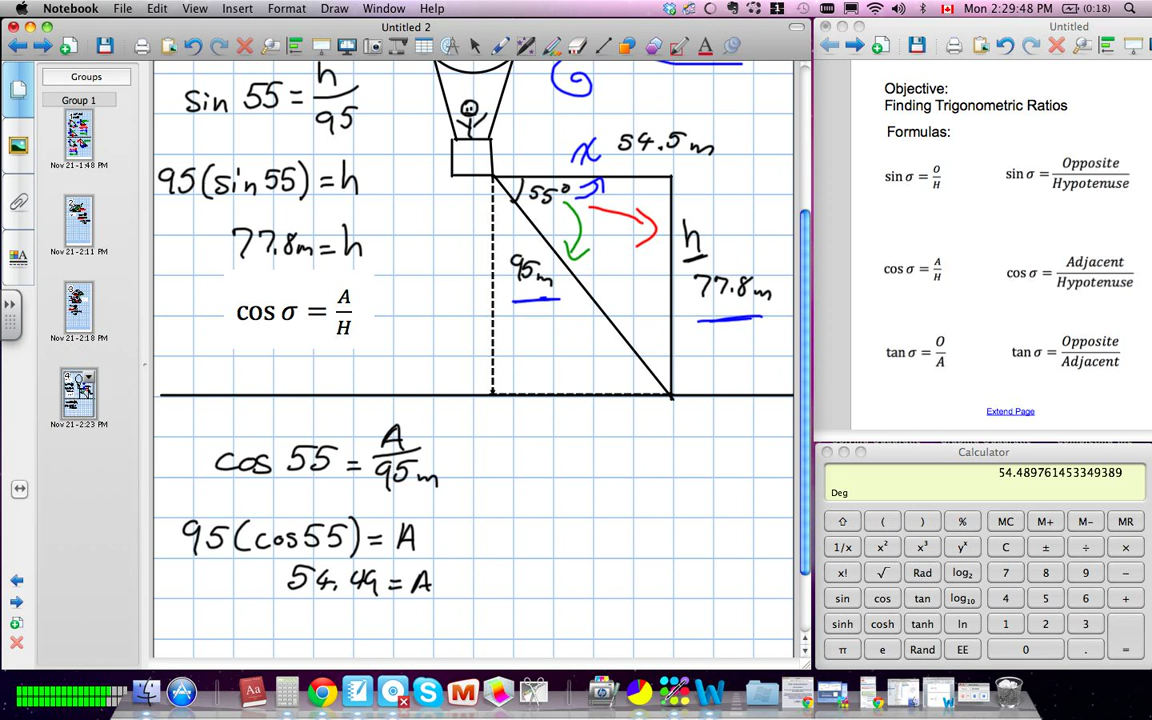 Notebook File Edit View Insert Format Draw Window Help
1
Mon 2:29:48 PM (0:18)
Untitled 2
Groups
Group 1
Nov 21-1:48 PM
Nov 21-2:11 PM
Nov 21-2:18 PM
Nov 21-2:23 PM
sin 55 = h/95
95(sin 55) = h
77.8m = h
cos σ = A/H
x 54.5m
55°
95m
h
77.8m
cos 55 = A/95m
95(cos55) = A
54.49 = A
Untitled
Objective:
Finding Trigonometric Ratios
Formulas:
sin σ = O/H sin σ = Opposite/Hypotenuse
cos σ = A/H cos σ = Adjacent/Hypotenuse
tan σ = O/A tan σ = Opposite/Adjacent
Extend Page
Calculator
54.489761453349389
Deg
( ) % MC M+ M− MR
1/x x² x³ yˣ C ± ÷ ×
x! √ Rad log₂ 7 8 9 −
sin cos tan log₁₀ 4 5 6 +
sinh cosh tanh ln 1 2 3 =
π e Rand EE 0 .
Aa